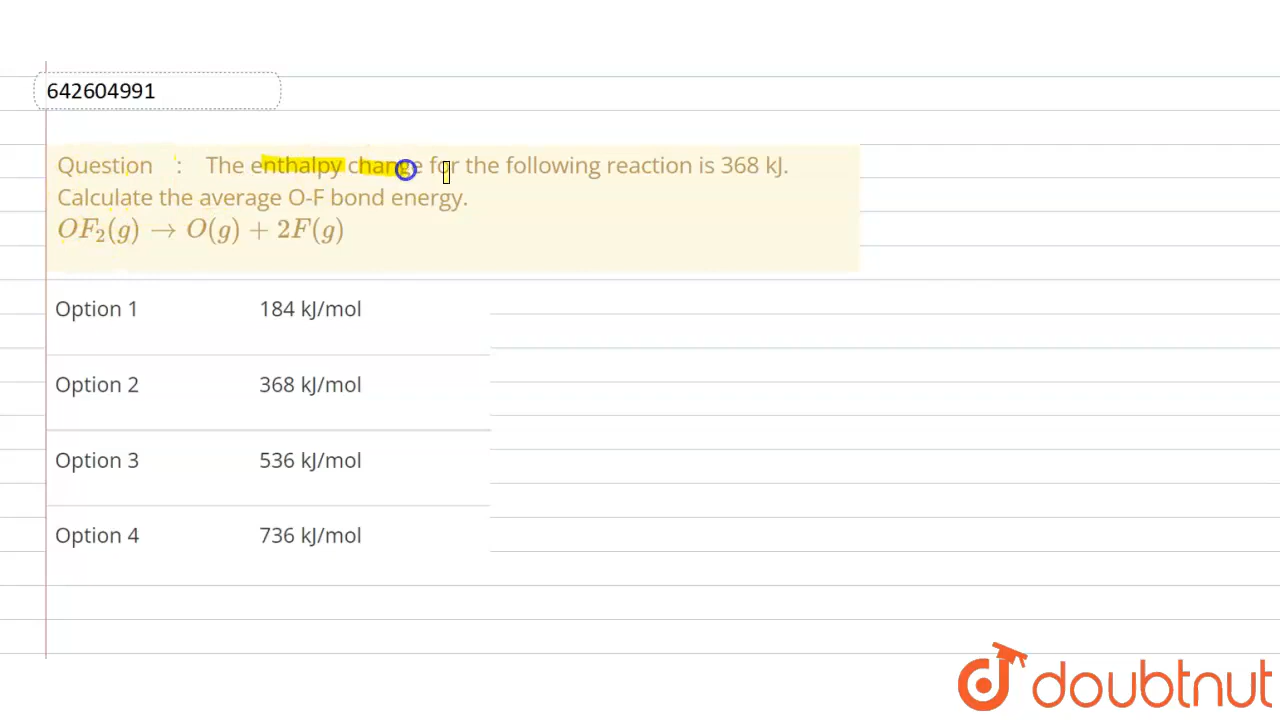 642604991
Question : The enthalpy change for the following reaction is 368 kJ.
Calculate the average O-F bond energy.
OF₂(g) → O(g) + 2F(g)
Option 1 184 kJ/mol
Option 2 368 kJ/mol
Option 3 536 kJ/mol
Option 4 736 kJ/mol
doubtnut